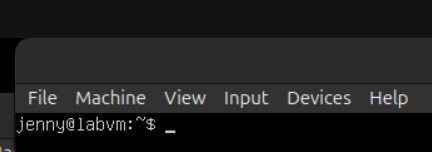 File Machine View Input Devices Help
jenny@labvm:~$ _